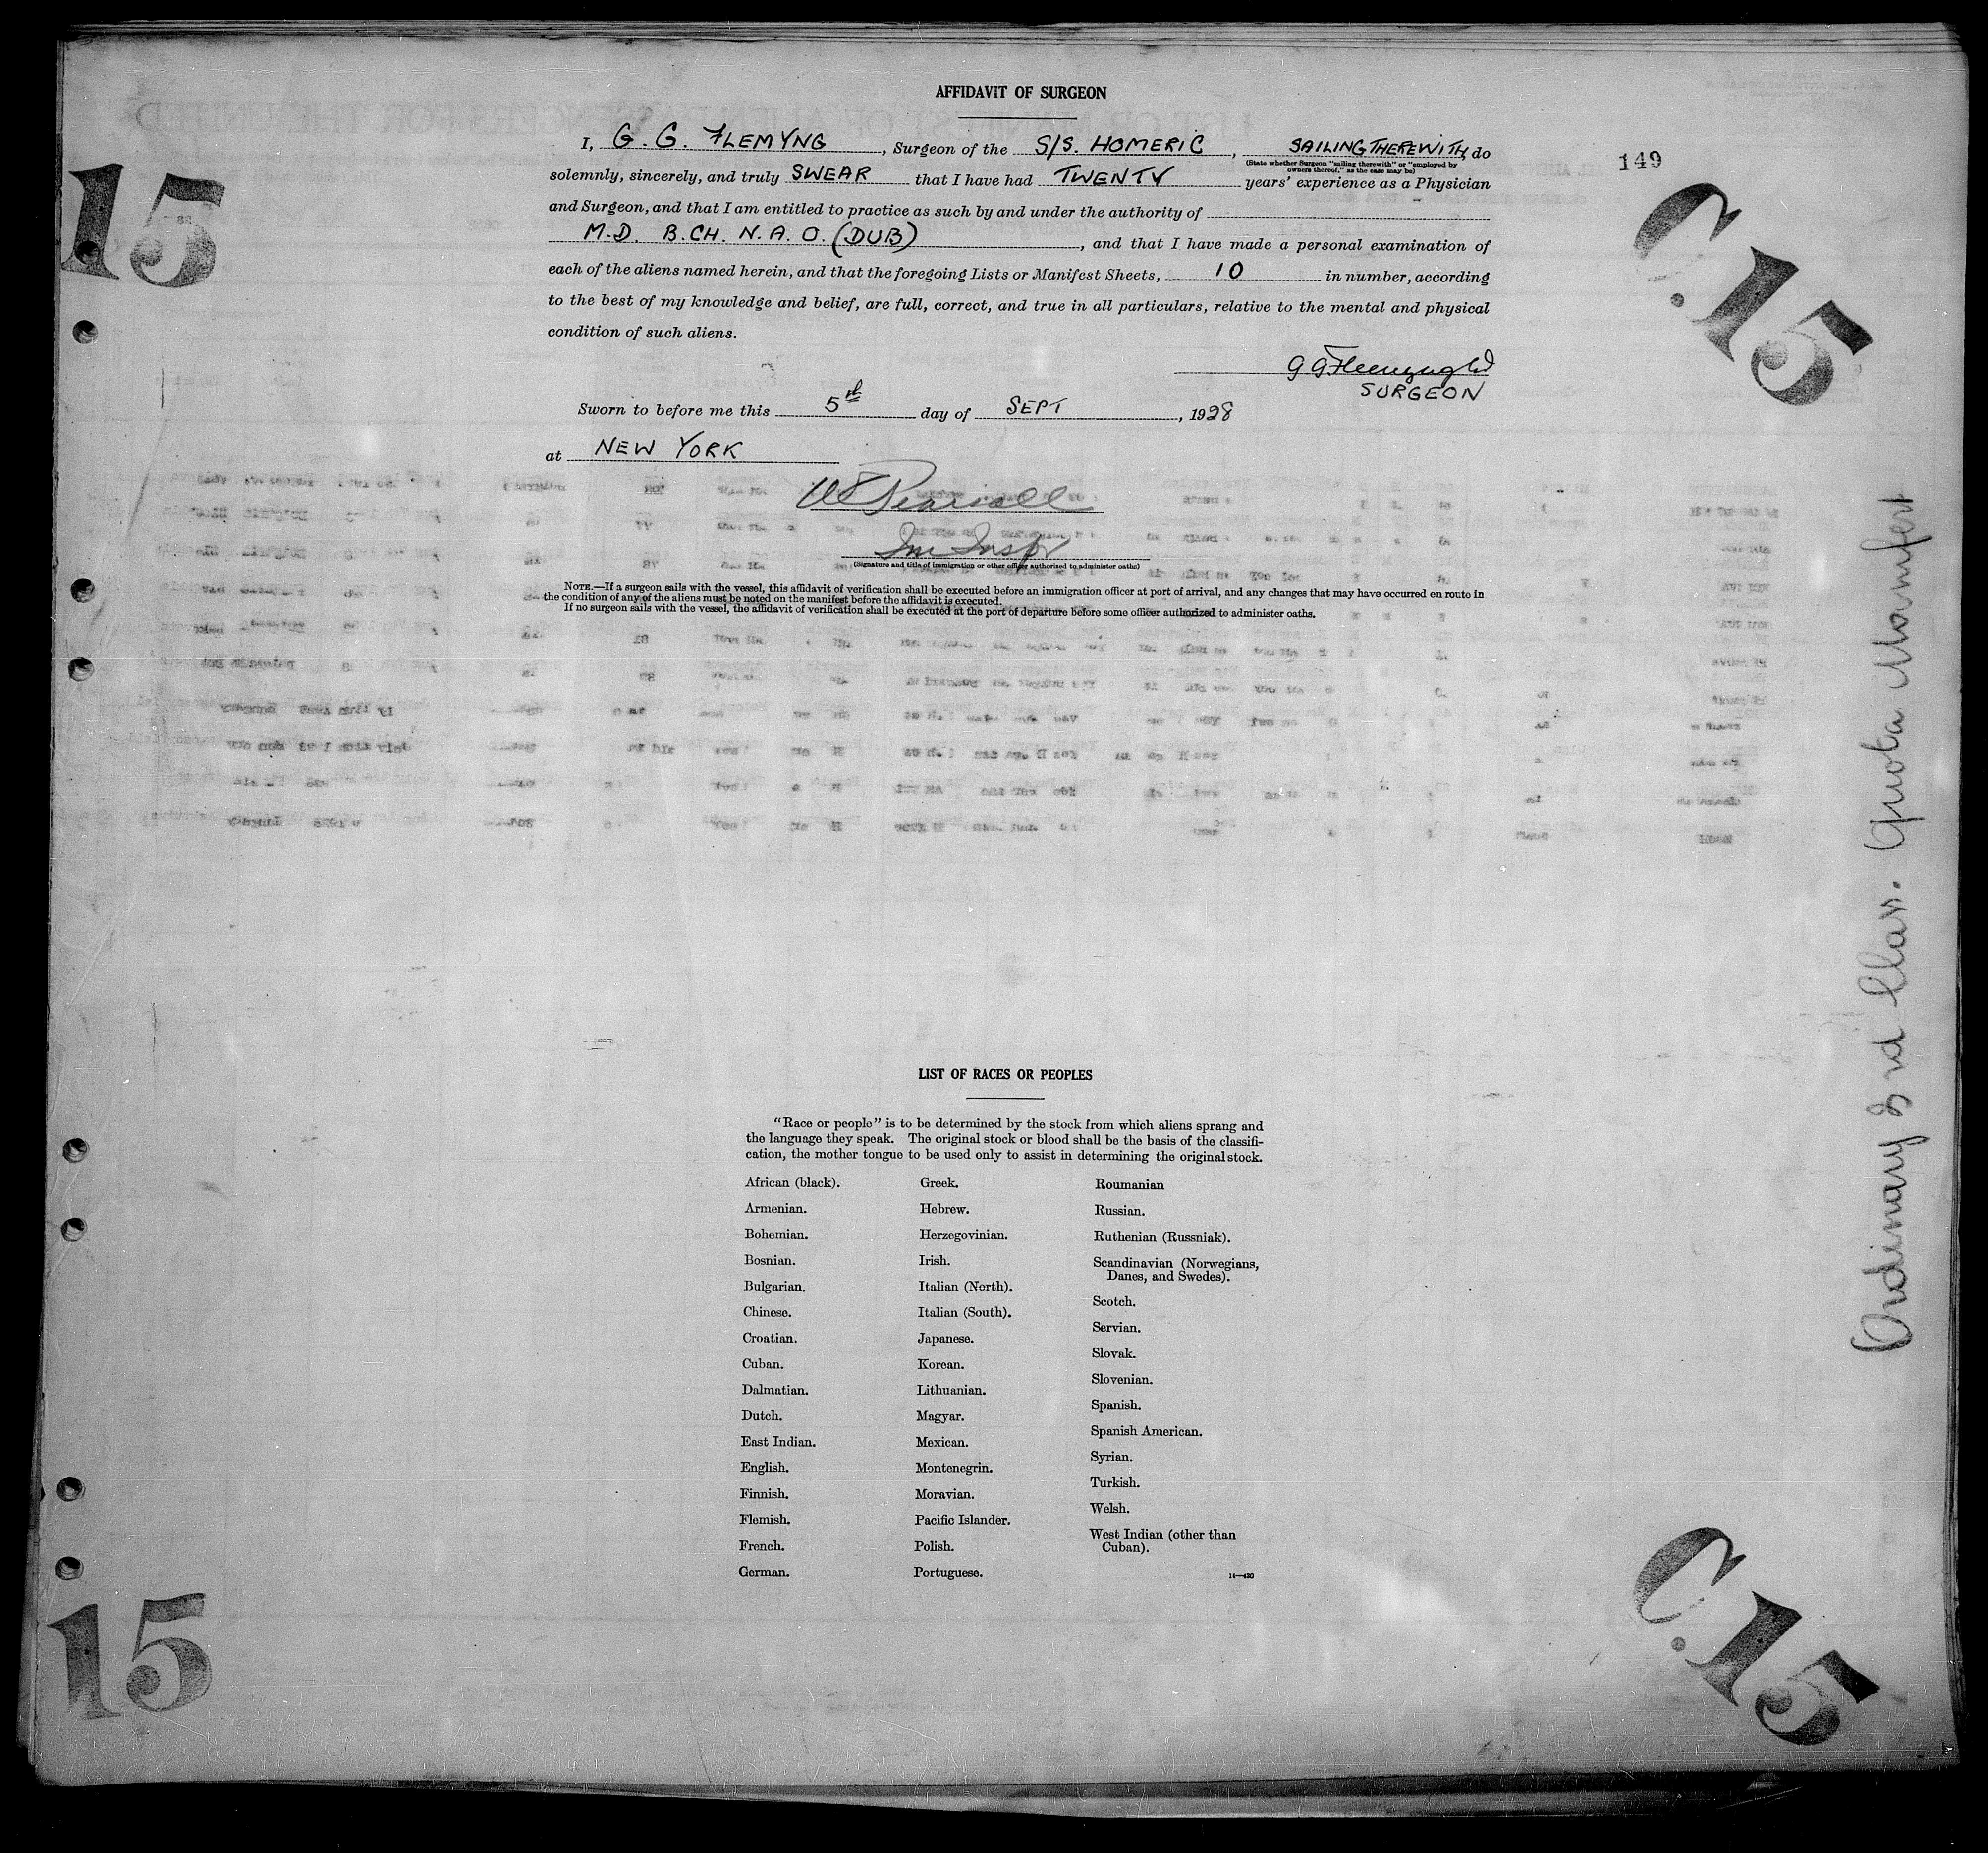 AFFIDAVIT OF SURGEON
I, G. G. FLEMYNG, Surgeon of the S/S. HOMERIC, SAILING THEREWITH, do
(State whether Surgeon "sailing therewith" or "employed by
owners thereof," as the case may be)
149
solemnly, sincerely, and truly SWEAR that I have had TWENTY years' experience as a Physician
and Surgeon, and that I am entitled to practice as such by and under the authority of
M.D. B.CH. N.A.O. (DUB), and that I have made a personal examination of
each of the aliens named herein, and that the foregoing Lists or Manifest Sheets, 10 in number, according
to the best of my knowledge and belief, are full, correct, and true in all particulars, relative to the mental and physical
condition of such aliens.
G G Flemyng
SURGEON
Sworn to before me this 5th day of SEPT, 1928
at NEW YORK
Pearsall
Imm Inspr
(Signature and title of immigration or other officer authorized to administer oaths)
NOTE.—If a surgeon sails with the vessel, this affidavit of verification shall be executed before an immigration officer at port of arrival, and any changes that may have occurred en route in
the condition of any of the aliens must be noted on the manifest before the affidavit is executed.
If no surgeon sails with the vessel, the affidavit of verification shall be executed at the port of departure before some officer authorized to administer oaths.
15
C.15
Ordinary 3rd Class. Quota Manifest
LIST OF RACES OR PEOPLES
"Race or people" is to be determined by the stock from which aliens sprang and
the language they speak. The original stock or blood shall be the basis of the classifi-
cation, the mother tongue to be used only to assist in determining the original stock.
African (black).
Armenian.
Bohemian.
Bosnian.
Bulgarian.
Chinese.
Croatian.
Cuban.
Dalmatian.
Dutch.
East Indian.
English.
Finnish.
Flemish.
French.
German.
Greek.
Hebrew.
Herzegovinian.
Irish.
Italian (North).
Italian (South).
Japanese.
Korean.
Lithuanian.
Magyar.
Mexican.
Montenegrin.
Moravian.
Pacific Islander.
Polish.
Portuguese.
Roumanian
Russian.
Ruthenian (Russniak).
Scandinavian (Norwegians,
Danes, and Swedes).
Scotch.
Servian.
Slovak.
Slovenian.
Spanish.
Spanish American.
Syrian.
Turkish.
Welsh.
West Indian (other than
Cuban).
14—430
15
C.15